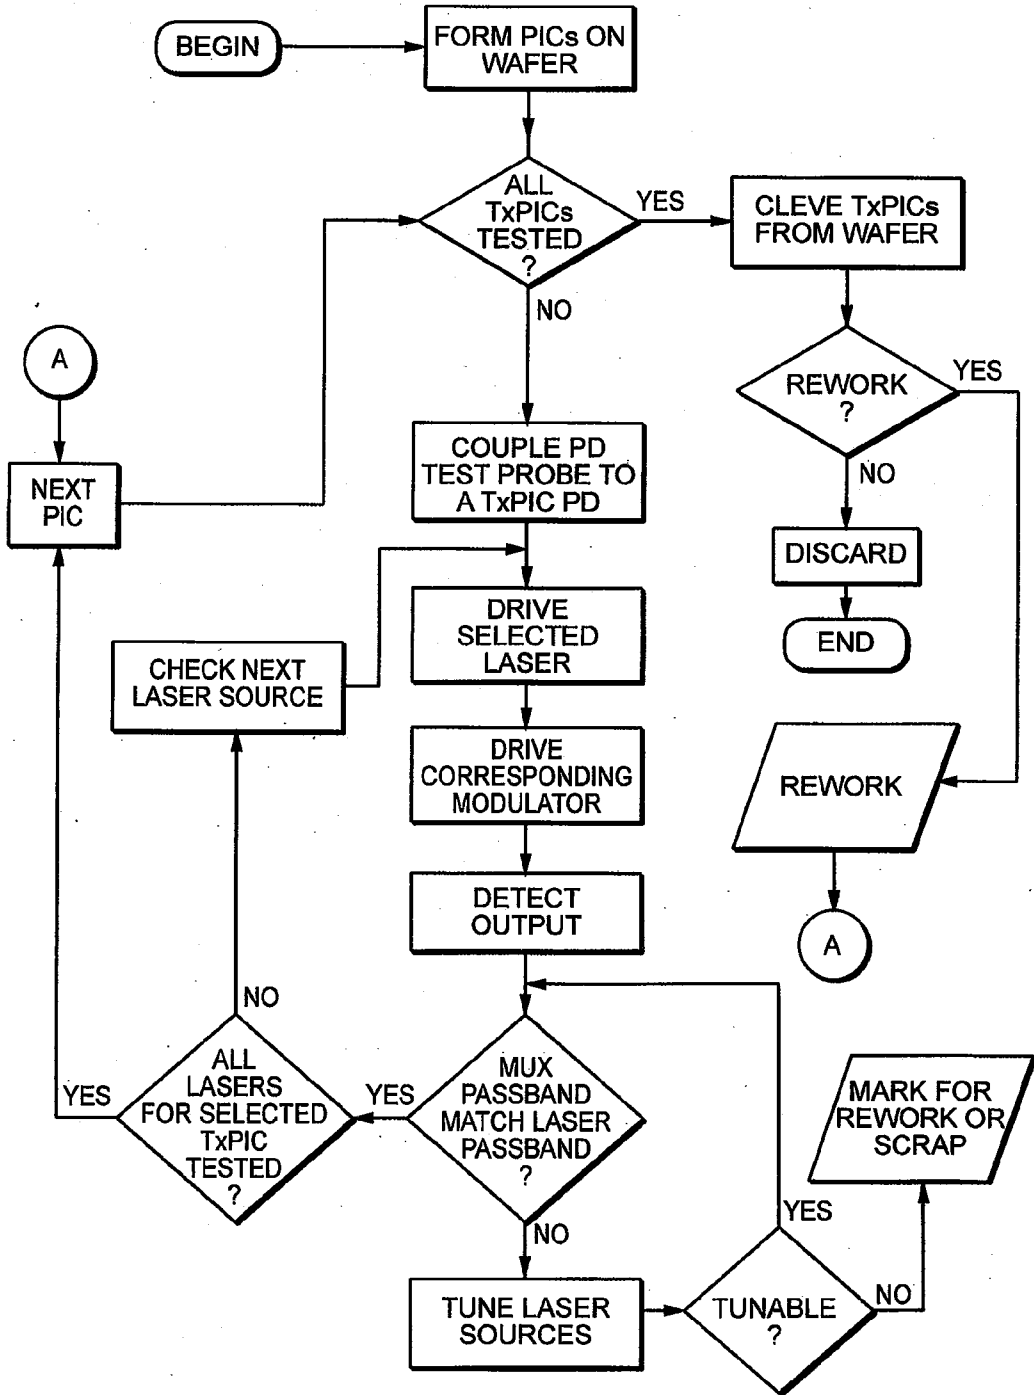 BEGIN
FORM PICs ON
WAFER
ALL
TxPICs
TESTED
?
YES
CLEVE TxPICs
FROM WAFER
NO
A
REWORK
?
YES
COUPLE PD
TEST PROBE TO
A TxPIC PD
NEXT
PIC
NO
DISCARD
DRIVE
SELECTED
LASER
END
CHECK NEXT
LASER SOURCE
DRIVE
CORRESPONDING
MODULATOR
REWORK
DETECT
OUTPUT
A
NO
ALL
LASERS
FOR SELECTED
TxPIC
TESTED
?
YES
YES
MUX
PASSBAND
MATCH LASER
PASSBAND
?
MARK FOR
REWORK OR
SCRAP
NO
YES
TUNE LASER
SOURCES
TUNABLE
?
NO